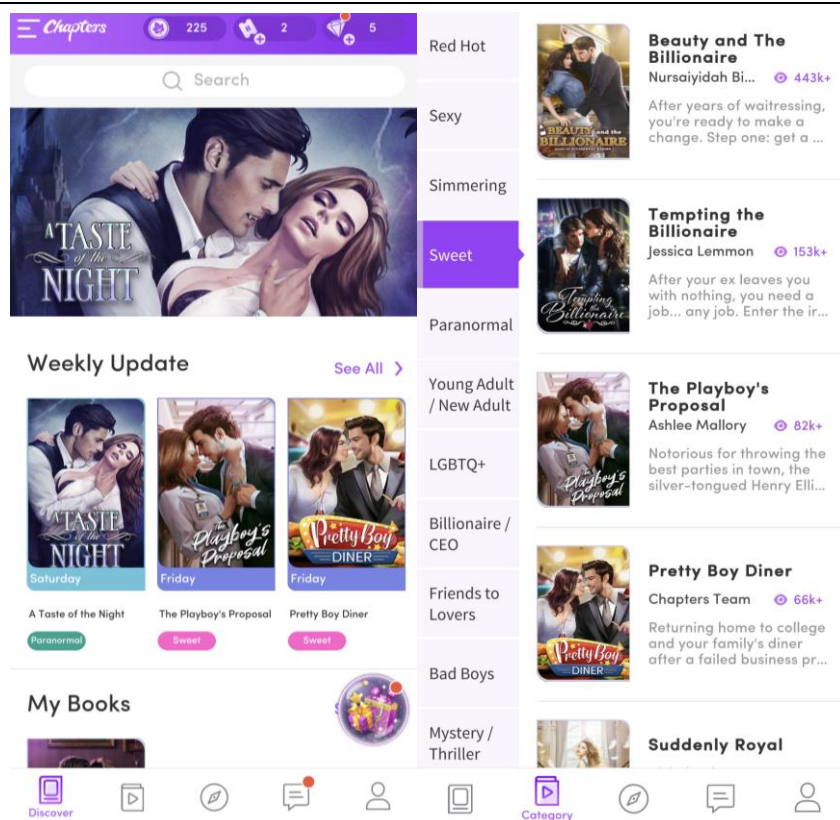 Chapters
225
2
5
Search
A TASTE
of the
NIGHT
Weekly Update
See All
A TASTE
of the
NIGHT
Saturday
The
Playboy's
Proposal
Friday
Pretty Boy
DINER
Friday
A Taste of the Night
The Playboy's Proposal
Pretty Boy Diner
Paranormal
Sweet
Sweet
My Books
Discover
Red Hot
Sexy
Simmering
Sweet
Paranormal
Young Adult
/ New Adult
LGBTQ+
Billionaire /
CEO
Friends to
Lovers
Bad Boys
Mystery /
Thriller
BEAUTY and the
BILLIONAIRE
Beauty and The
Billionaire
Nursaiyidah Bi... 443k+
After years of waitressing,
you're ready to make a
change. Step one: get a ...
Tempting
the
Billionaire
Tempting the
Billionaire
Jessica Lemmon 153k+
After your ex leaves you
with nothing, you need a
job... any job. Enter the ir...
The
Playboy's
Proposal
The Playboy's
Proposal
Ashlee Mallory 82k+
Notorious for throwing the
best parties in town, the
silver-tongued Henry Elli...
Pretty Boy
DINER
Pretty Boy Diner
Chapters Team 66k+
Returning home to college
and your family's diner
after a failed business pr...
Suddenly Royal
Category